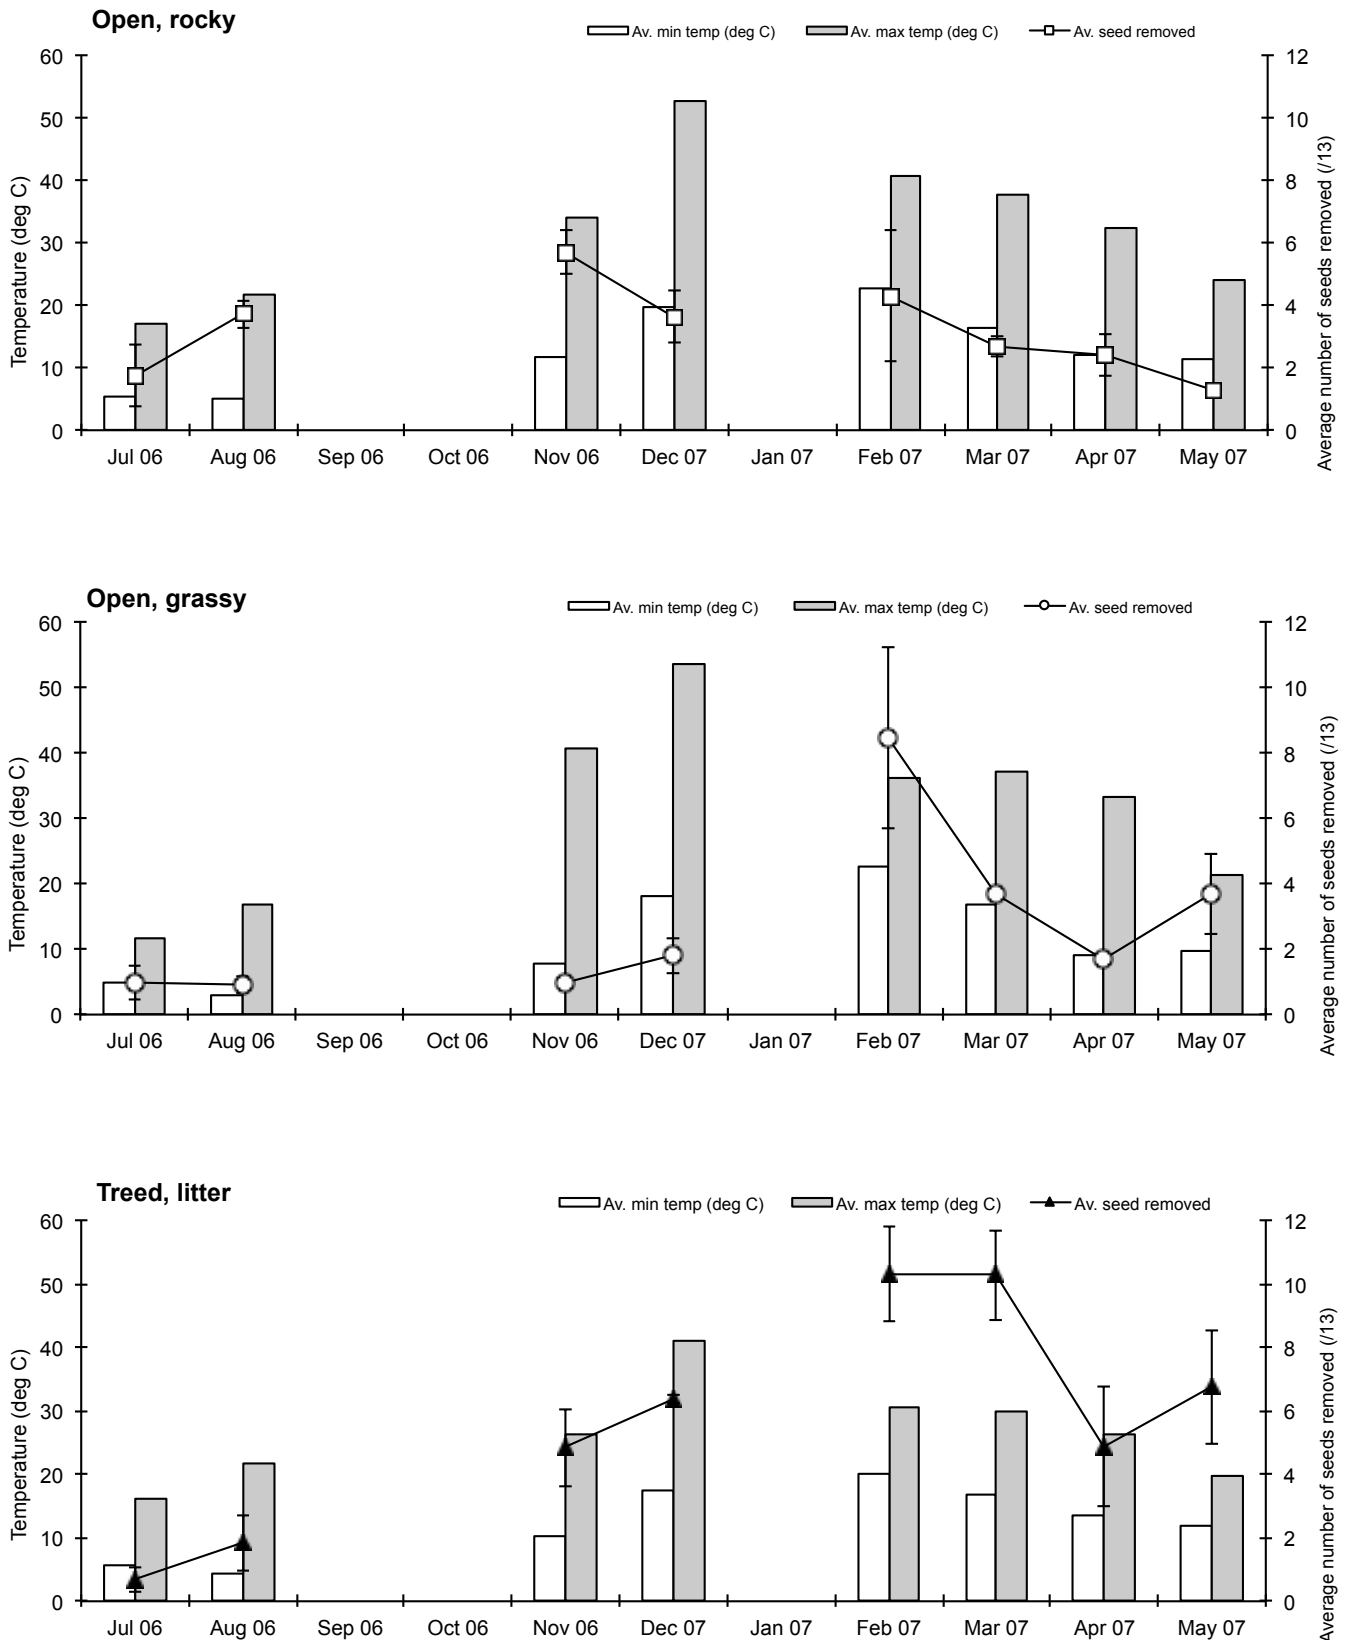 Open, rocky
Av. min temp (deg C) Av. max temp (deg C) Av. seed removed
60 12
50 10
40 8
30 6
20 4
10 2
0 0
Temperature (deg C)
Average number of seeds removed (/13)
Jul 06 Aug 06 Sep 06 Oct 06 Nov 06 Dec 07 Jan 07 Feb 07 Mar 07 Apr 07 May 07
Open, grassy
Av. min temp (deg C) Av. max temp (deg C) Av. seed removed
60 12
50 10
40 8
30 6
20 4
10 2
0 0
Temperature (deg C)
Average number of seeds removed (/13)
Jul 06 Aug 06 Sep 06 Oct 06 Nov 06 Dec 07 Jan 07 Feb 07 Mar 07 Apr 07 May 07
Treed, litter
Av. min temp (deg C) Av. max temp (deg C) Av. seed removed
60 12
50 10
40 8
30 6
20 4
10 2
0 0
Temperature (deg C)
Average number of seeds removed (/13)
Jul 06 Aug 06 Sep 06 Oct 06 Nov 06 Dec 07 Jan 07 Feb 07 Mar 07 Apr 07 May 07